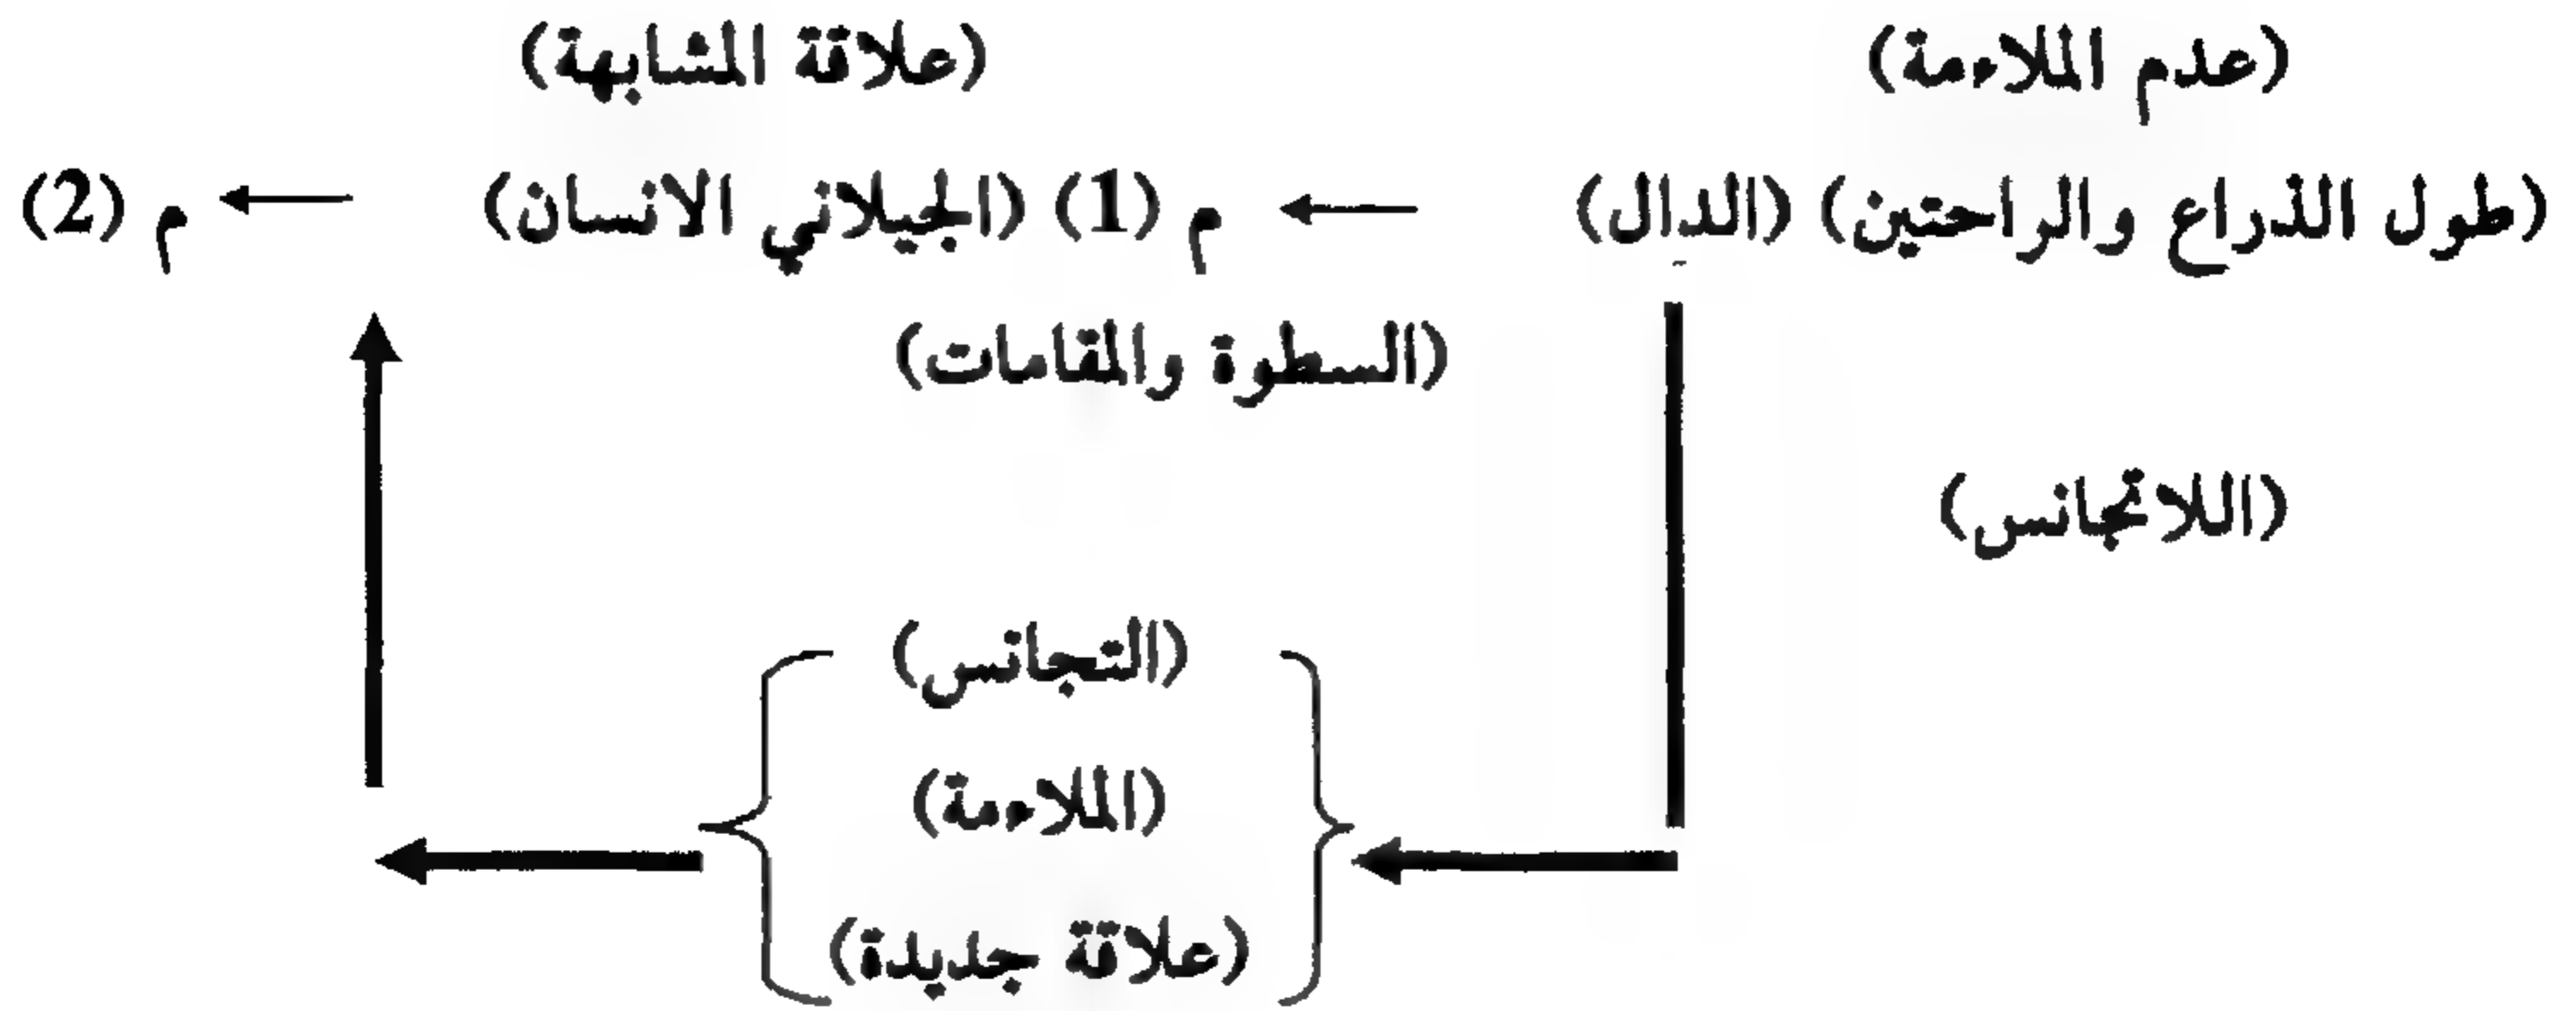 (عدم الملاءمة) (علاقة المشابهة)
(طول الذراع والراحتين) (الدال) ← م (1) (الجيلاني الانسان) ← م (2)
(السطوة والمقامات)
(اللاتجانس)
(التجانس)
(الملاءمة)
(علاقة جديدة)